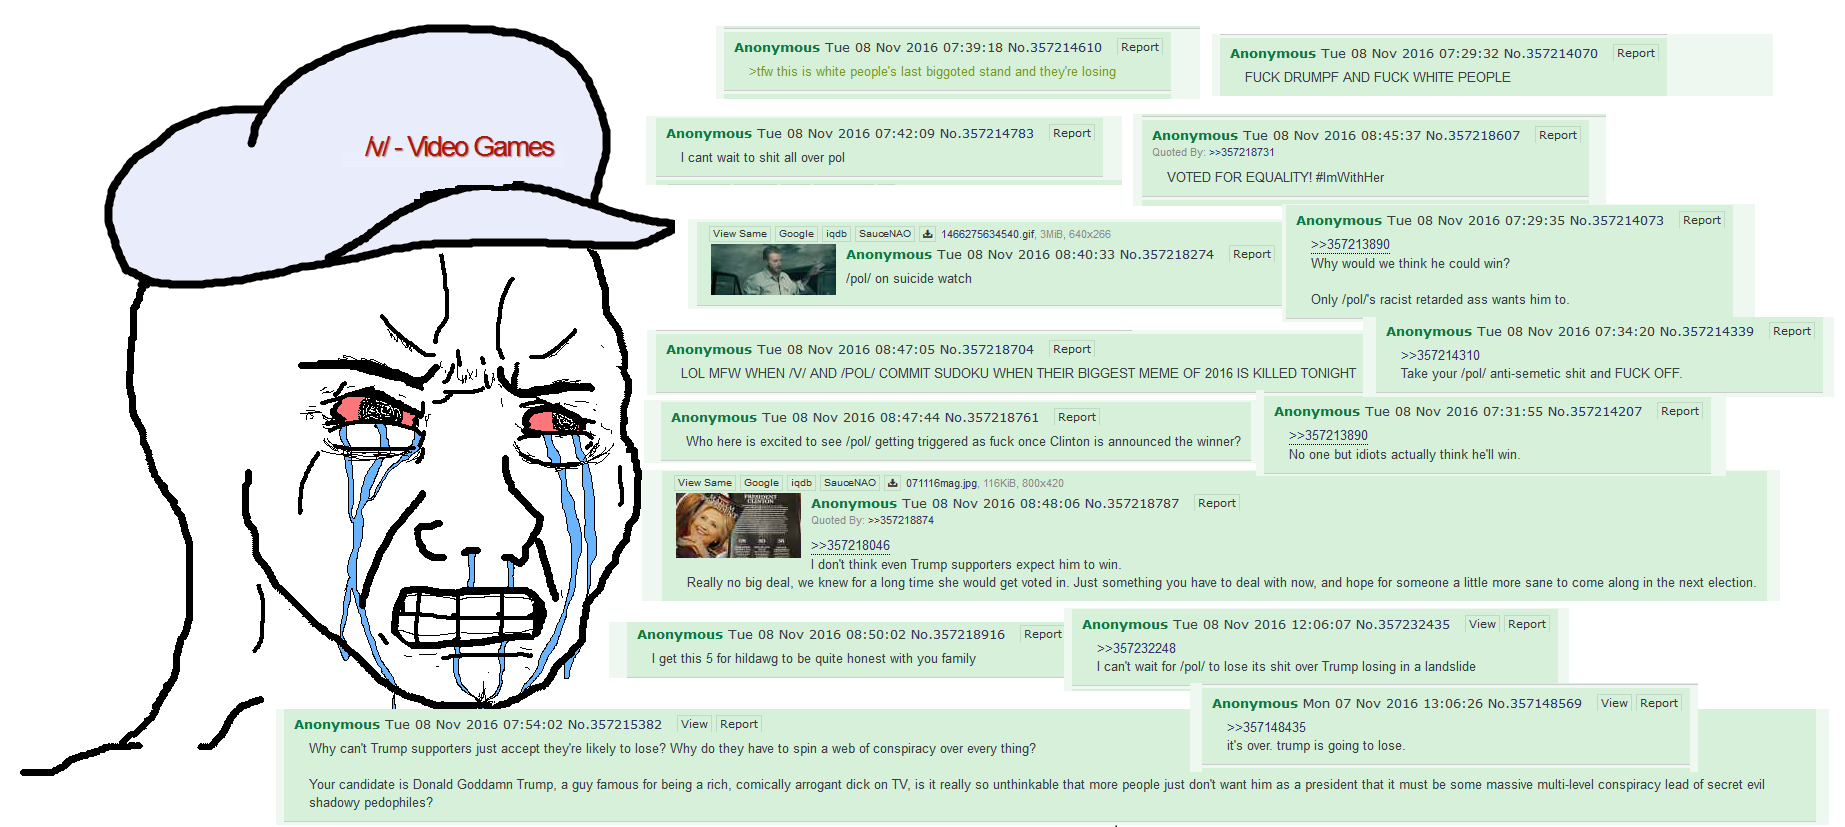 /v/ - Video Games
Anonymous Tue 08 Nov 2016 07:39:18 No.357214610 Report
>tfw this is white people's last biggoted stand and they're losing
Anonymous Tue 08 Nov 2016 07:29:32 No.357214070 Report
FUCK DRUMPF AND FUCK WHITE PEOPLE
Anonymous Tue 08 Nov 2016 07:42:09 No.357214783 Report
I cant wait to shit all over pol
Anonymous Tue 08 Nov 2016 08:45:37 No.357218607 Report
Quoted By: >>357218731
VOTED FOR EQUALITY! #ImWithHer
View Same Google iqdb SauceNAO 1466275634540.gif, 3MiB, 640x266
Anonymous Tue 08 Nov 2016 08:40:33 No.357218274 Report
/pol/ on suicide watch
Anonymous Tue 08 Nov 2016 07:29:35 No.357214073 Report
>>357213890
Why would we think he could win?
Only /pol/'s racist retarded ass wants him to.
Anonymous Tue 08 Nov 2016 08:47:05 No.357218704 Report
LOL MFW WHEN /V/ AND /POL/ COMMIT SUDOKU WHEN THEIR BIGGEST MEME OF 2016 IS KILLED TONIGHT
Anonymous Tue 08 Nov 2016 07:34:20 No.357214339 Report
>>357214310
Take your /pol/ anti-semetic shit and FUCK OFF.
Anonymous Tue 08 Nov 2016 08:47:44 No.357218761 Report
Who here is excited to see /pol/ getting triggered as fuck once Clinton is announced the winner?
Anonymous Tue 08 Nov 2016 07:31:55 No.357214207 Report
>>357213890
No one but idiots actually think he'll win.
View Same Google iqdb SauceNAO 071116mag.jpg, 116KiB, 800x420
PRESIDENT
CLINTON
Anonymous Tue 08 Nov 2016 08:48:06 No.357218787 Report
Quoted By: >>357218874
>>357218046
I don't think even Trump supporters expect him to win.
Really no big deal, we knew for a long time she would get voted in. Just something you have to deal with now, and hope for someone a little more sane to come along in the next election.
Anonymous Tue 08 Nov 2016 08:50:02 No.357218916 Report
I get this 5 for hildawg to be quite honest with you family
Anonymous Tue 08 Nov 2016 12:06:07 No.357232435 View Report
>>357232248
I can't wait for /pol/ to lose its shit over Trump losing in a landslide
Anonymous Mon 07 Nov 2016 13:06:26 No.357148569 View Report
>>357148435
it's over. trump is going to lose.
Anonymous Tue 08 Nov 2016 07:54:02 No.357215382 View Report
Why can't Trump supporters just accept they're likely to lose? Why do they have to spin a web of conspiracy over every thing?
Your candidate is Donald Goddamn Trump, a guy famous for being a rich, comically arrogant dick on TV, is it really so unthinkable that more people just don't want him as a president that it must be some massive multi-level conspiracy lead of secret evil
shadowy pedophiles?